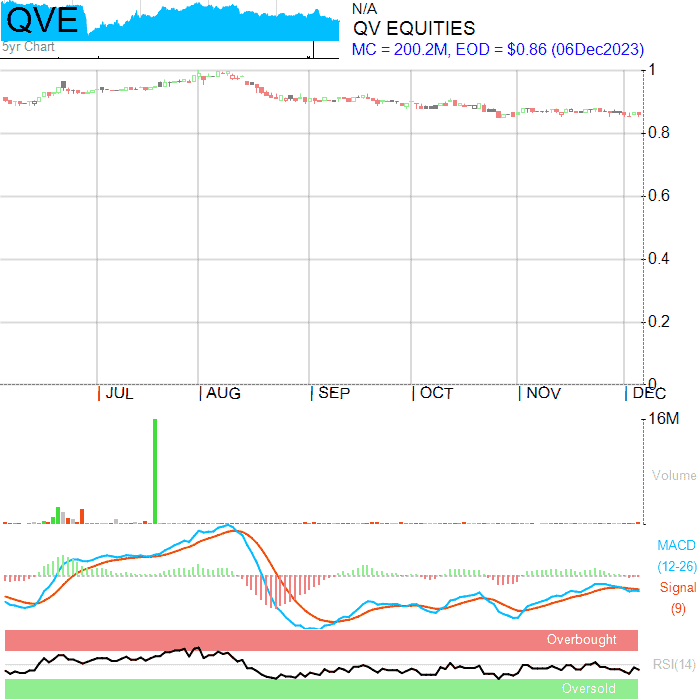 QVE
5yr Chart
N/A
QV EQUITIES
MC = 200.2M, EOD = $0.86 (06Dec2023)
1
0.8
0.6
0.4
0.2
0
JUL AUG SEP OCT NOV DEC
16M
Volume
MACD
(12-26)
Signal
(9)
Overbought
RSI(14)
Oversold